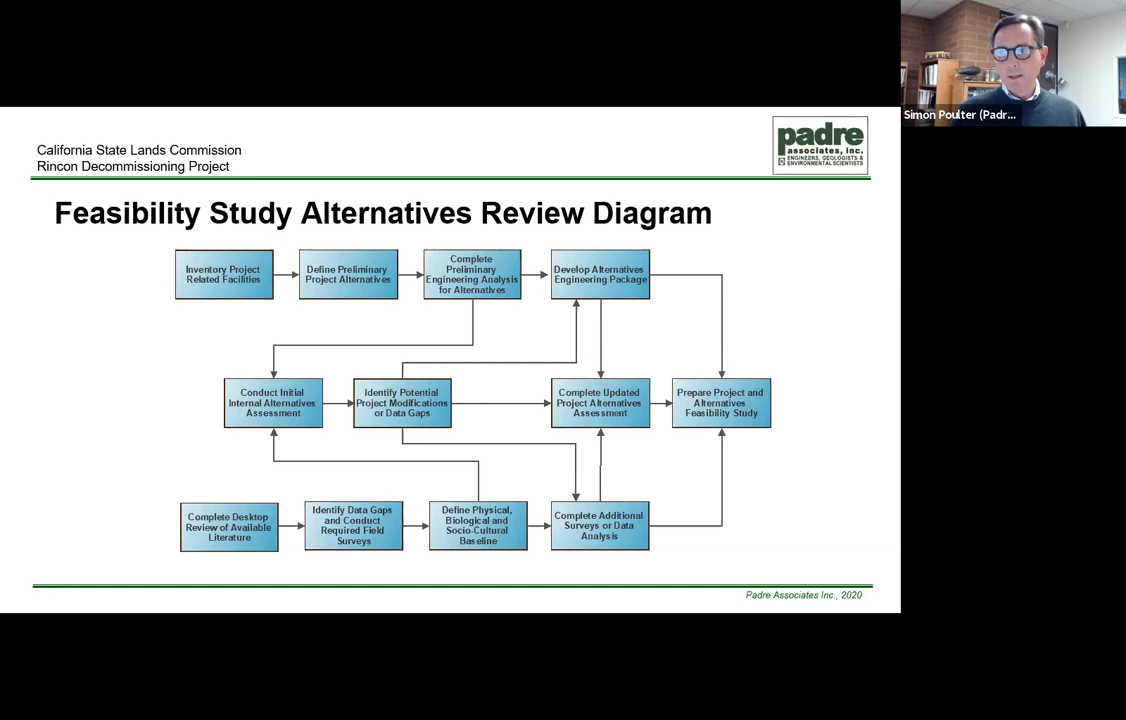 Simon Poulter (Padr...
California State Lands Commission
Rincon Decommissioning Project
padre
associates, inc.
ENGINEERS, GEOLOGISTS &
ENVIRONMENTAL SCIENTISTS
Feasibility Study Alternatives Review Diagram
Inventory Project
Related Facilities
Define Preliminary
Project Alternatives
Complete
Preliminary
Engineering Analysis
for Alternatives
Develop Alternatives
Engineering Package
Conduct Initial
Internal Alternatives
Assessment
Identify Potential
Project Modifications
or Data Gaps
Complete Updated
Project Alternatives
Assessment
Prepare Project and
Alternatives
Feasibility Study
Complete Desktop
Review of Available
Literature
Identify Data Gaps
and Conduct
Required Field
Surveys
Define Physical,
Biological and
Socio-Cultural
Baseline
Complete Additional
Surveys or Data
Analysis
Padre Associates Inc., 2020